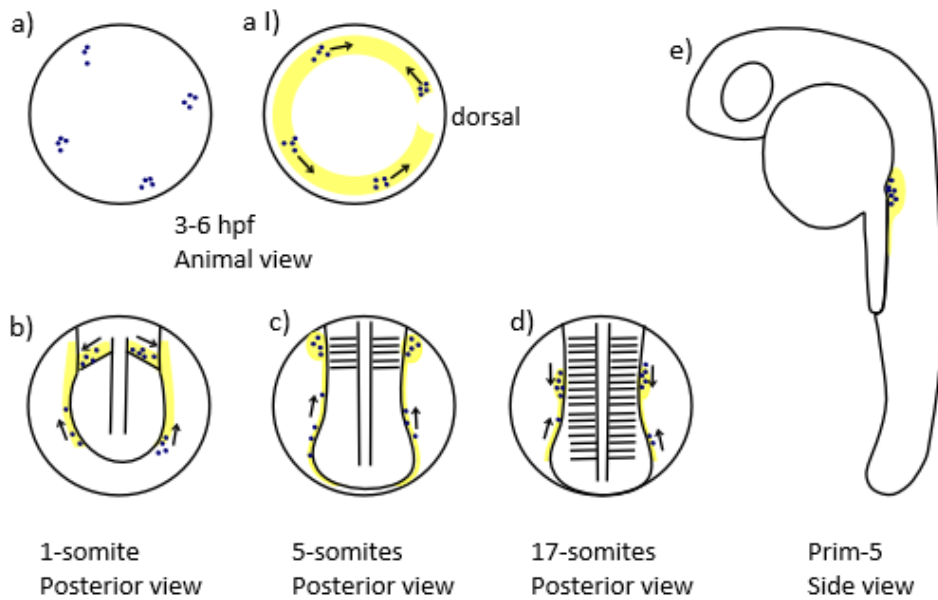 a)
a I)
e)
dorsal
3-6 hpf
Animal view
b)
c)
d)
1-somite
Posterior view
5-somites
Posterior view
17-somites
Posterior view
Prim-5
Side view